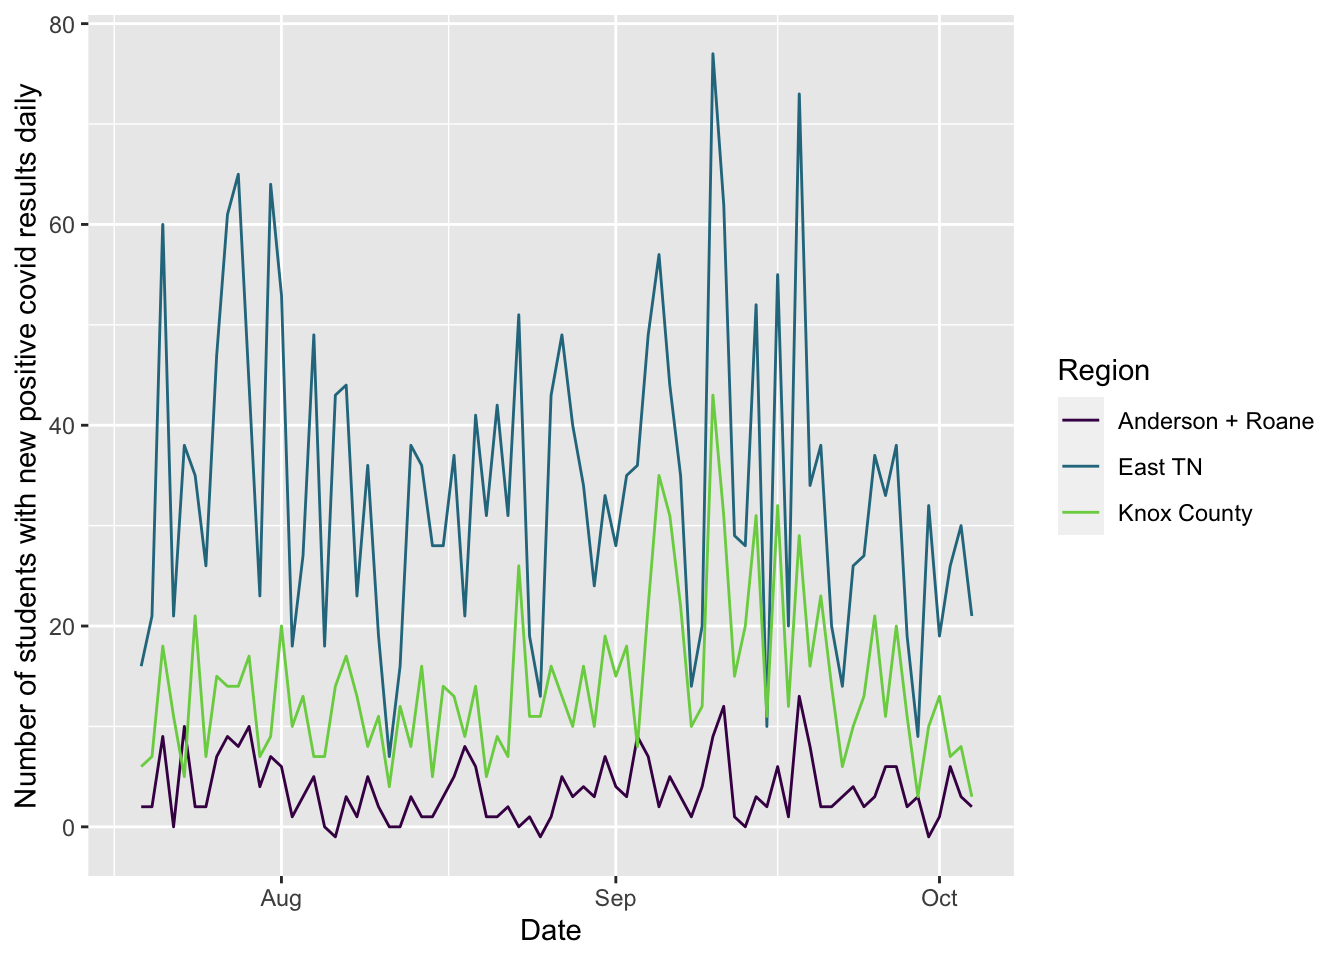 Number of students with new positive covid results daily
80
60
40
20
0
Aug
Sep
Oct
Date
Region
Anderson + Roane
East TN
Knox County